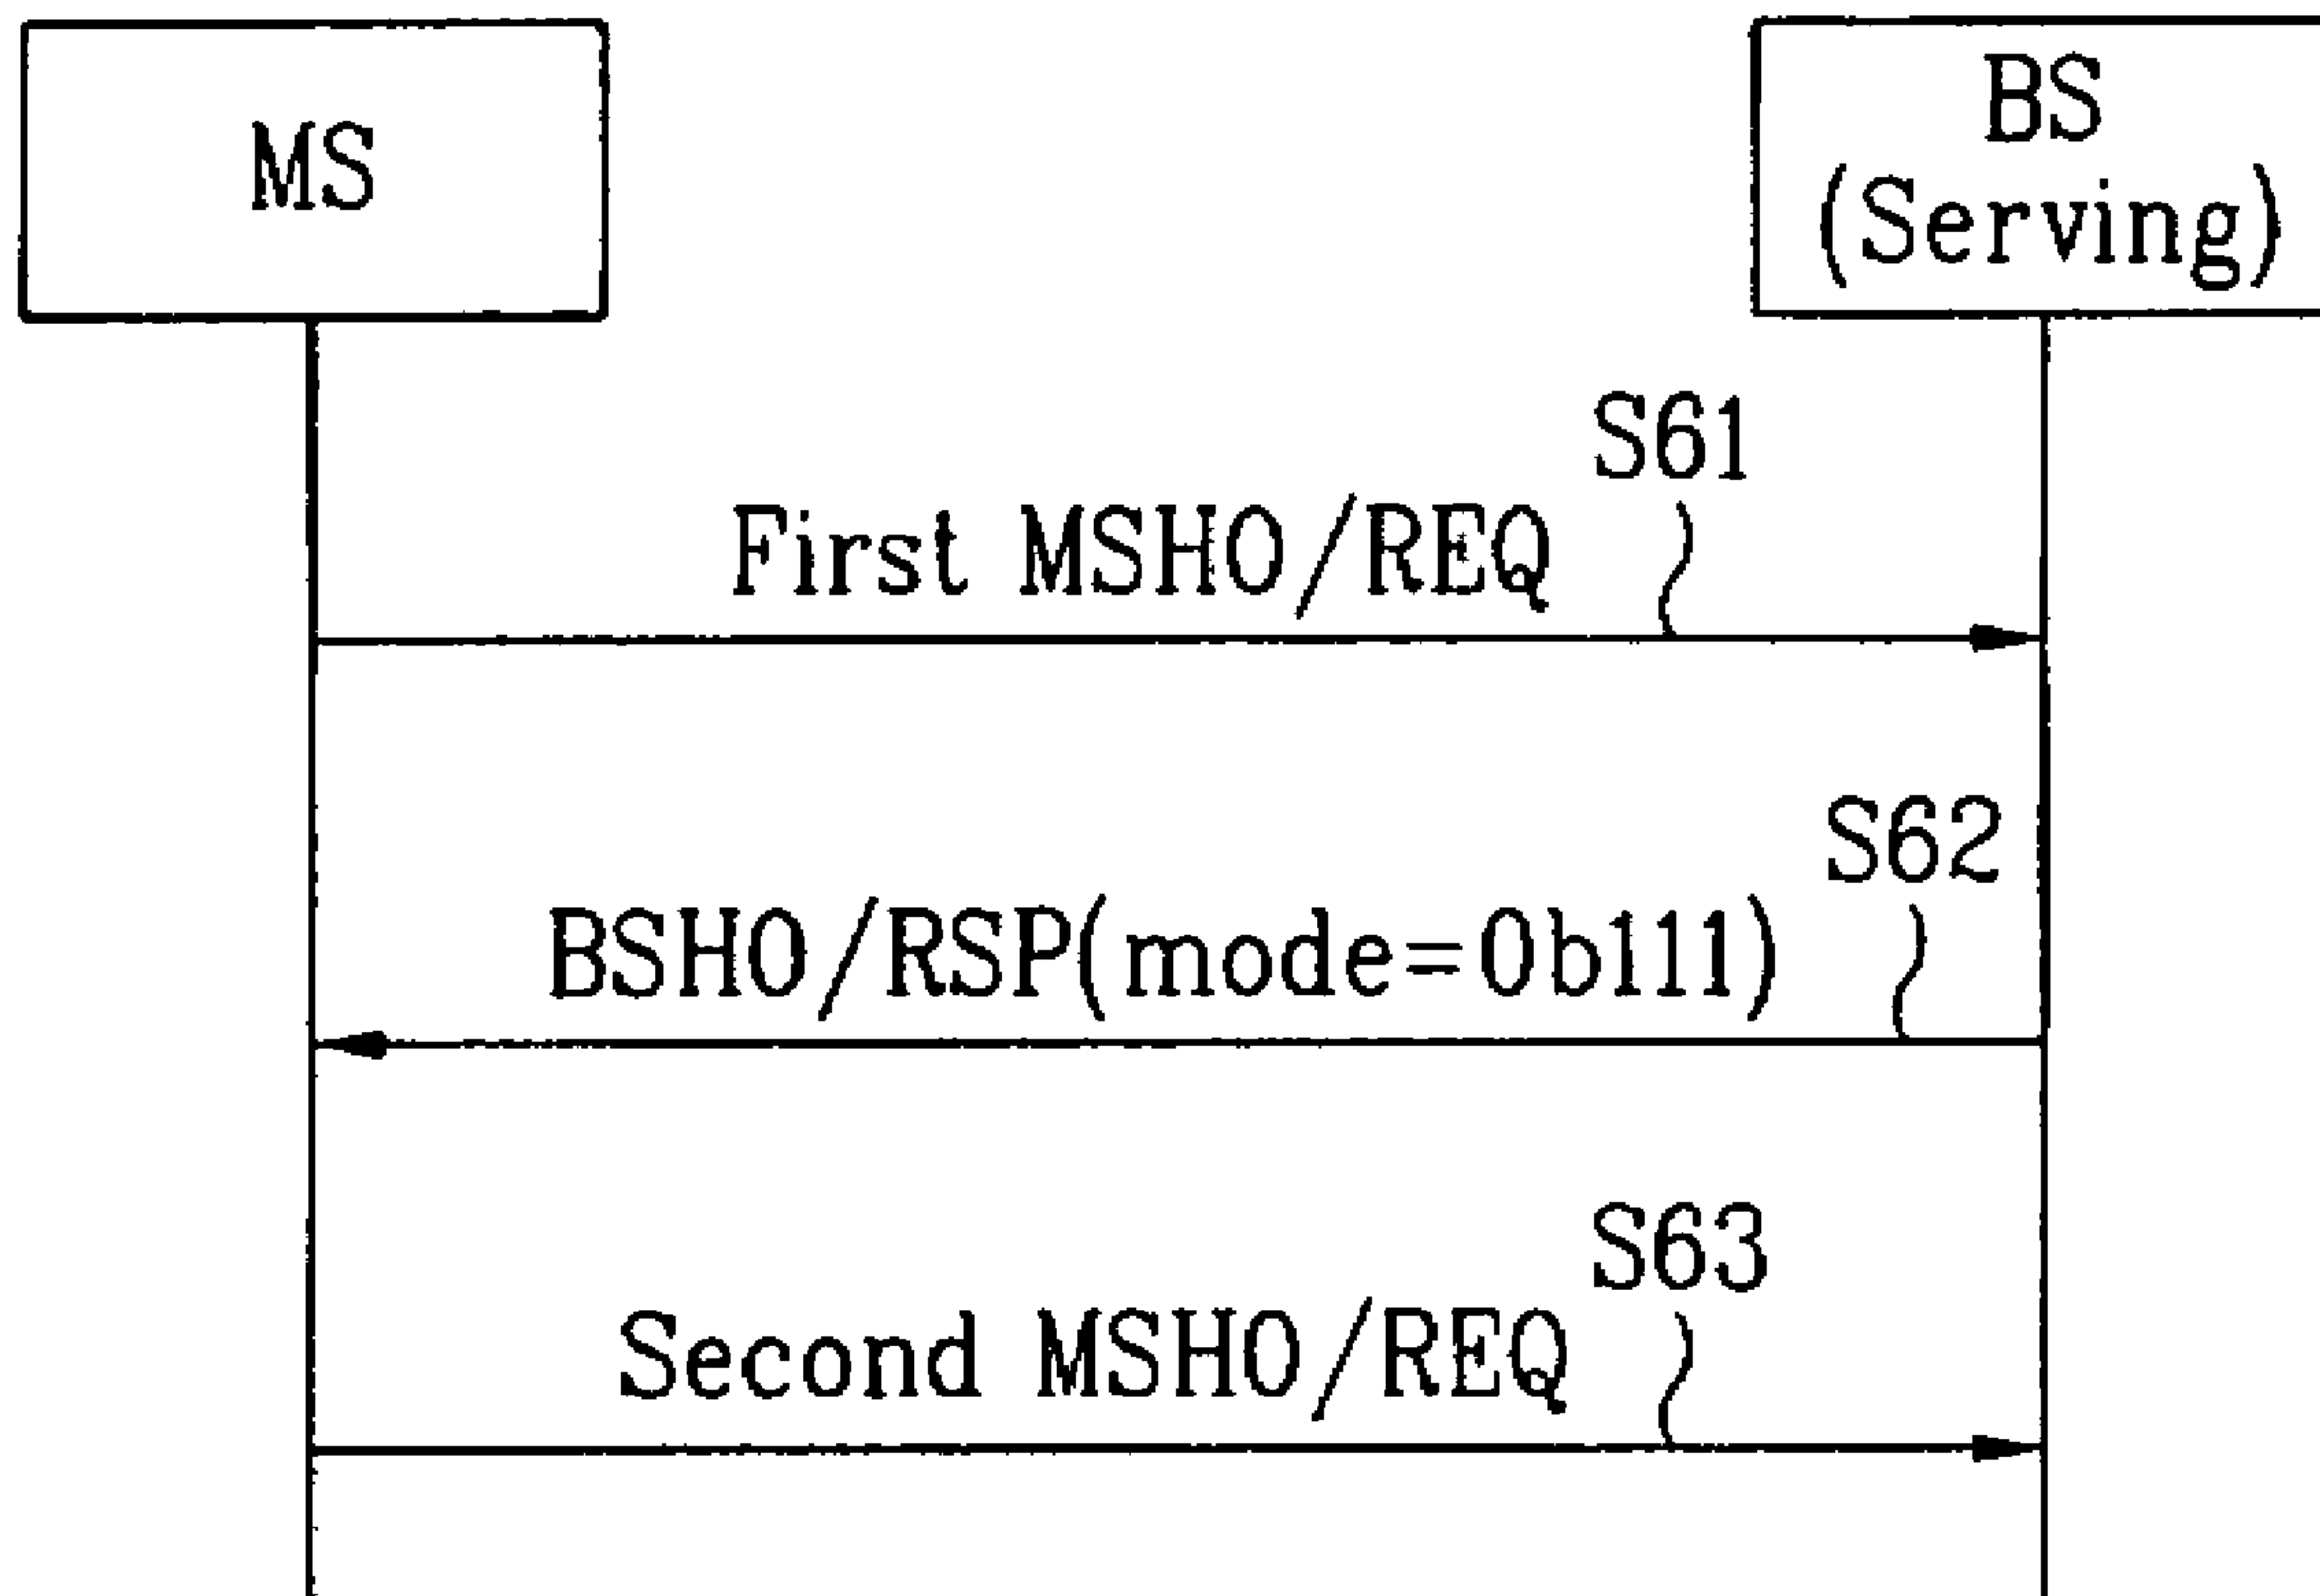 MS
BS
(Serving)
S61
First MSHO/REQ
S62
BSHO/RSP(mode=0b111)
S63
Second MSHO/REQ